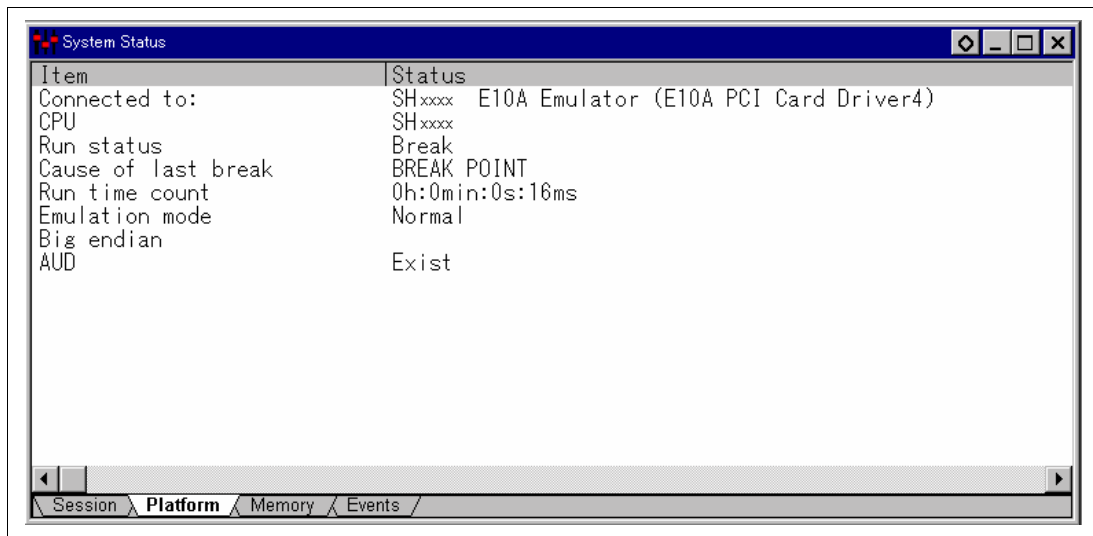 System Status
Item Status
Connected to: SHxxxx E10A Emulator (E10A PCI Card Driver4)
CPU SHxxxx
Run status Break
Cause of last break BREAK POINT
Run time count 0h:0min:0s:16ms
Emulation mode Normal
Big endian
AUD Exist
Session Platform Memory Events